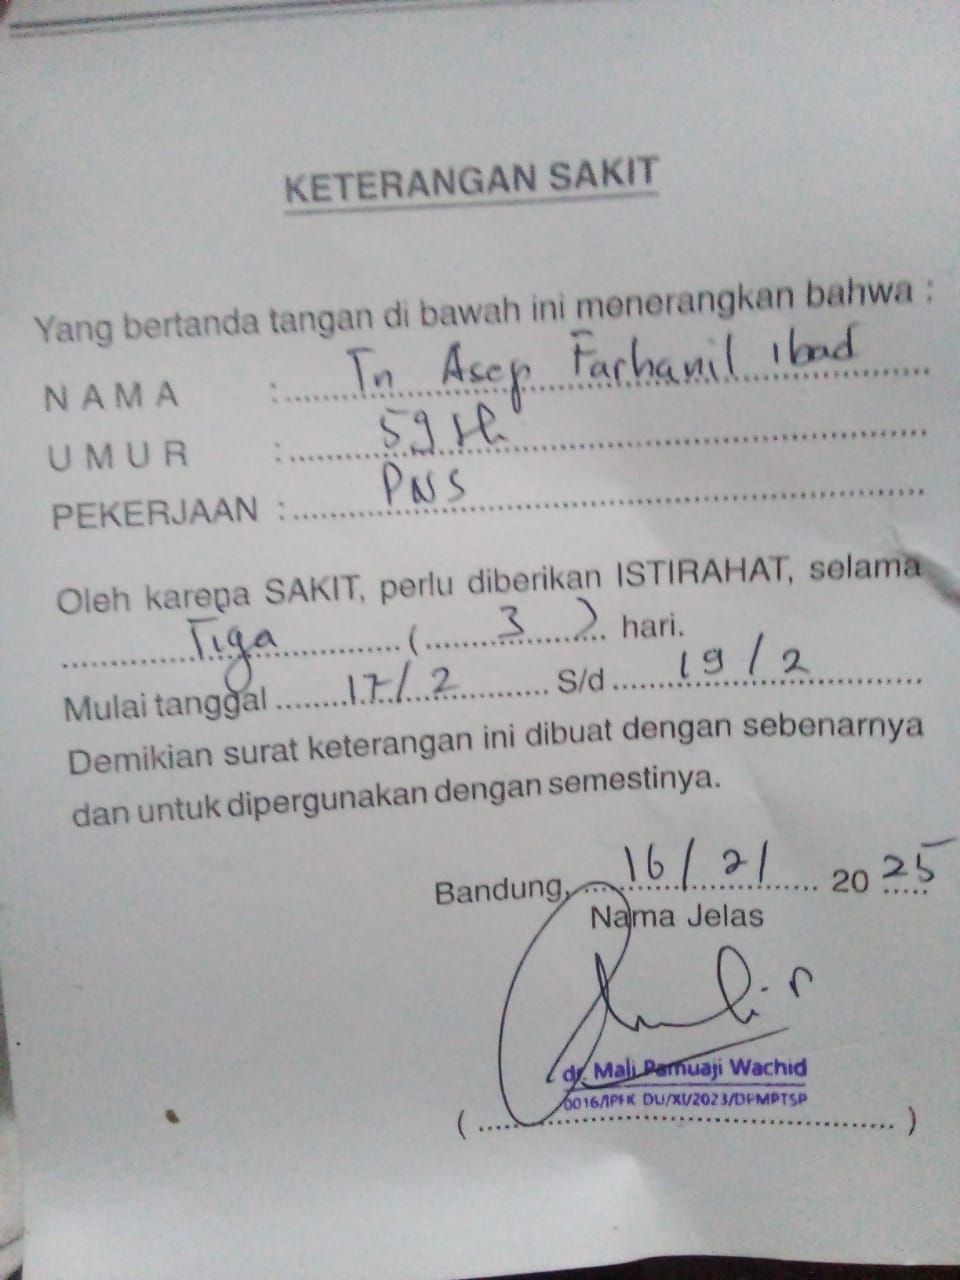 KETERANGAN SAKIT
Yang bertanda tangan di bawah ini menerangkan bahwa :
NAMA : Tn Asep Farhanil Ibad
UMUR : 59 th
PEKERJAAN : PNS
Oleh karena SAKIT, perlu diberikan ISTIRAHAT, selama
Tiga ( 3 ) hari.
Mulai tanggal 17/2 S/d 19/2
Demikian surat keterangan ini dibuat dengan sebenarnya
dan untuk dipergunakan dengan semestinya.
Bandung, 16/2/ 2025
Nama Jelas
dr. Mali Pamuaji Wachid
0016/IPFK DU/XI/2023/DPMPTSP
( )